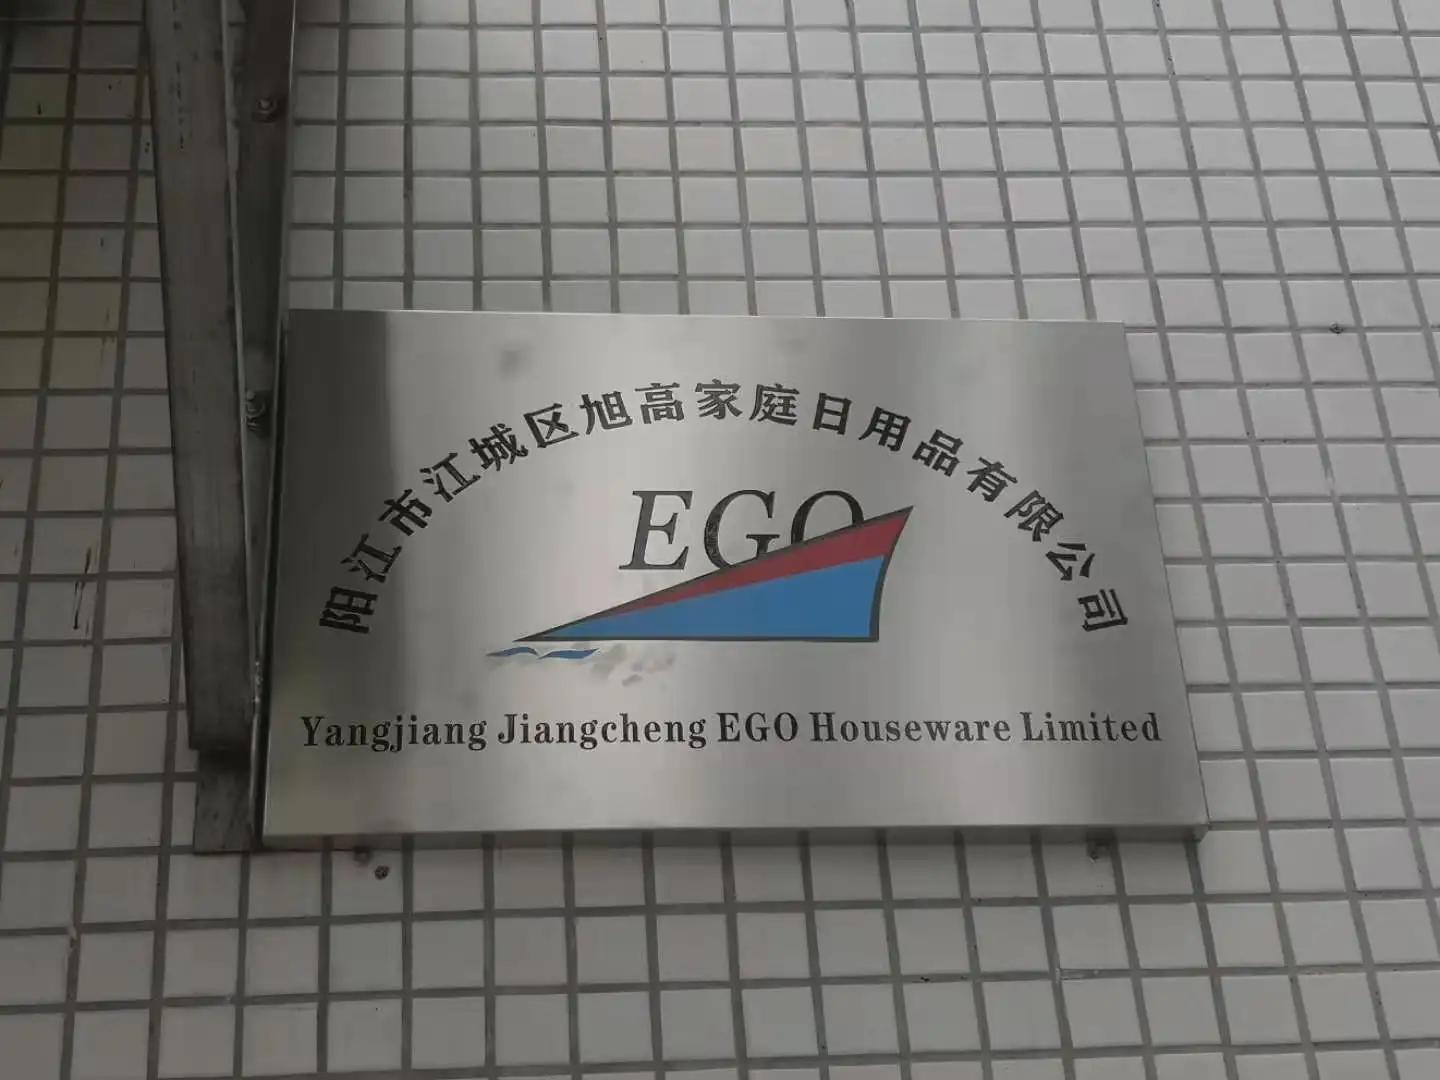 阳江市江城区旭高家庭日用品有限公司
EGO
Yangjiang Jiangcheng EGO Houseware Limited